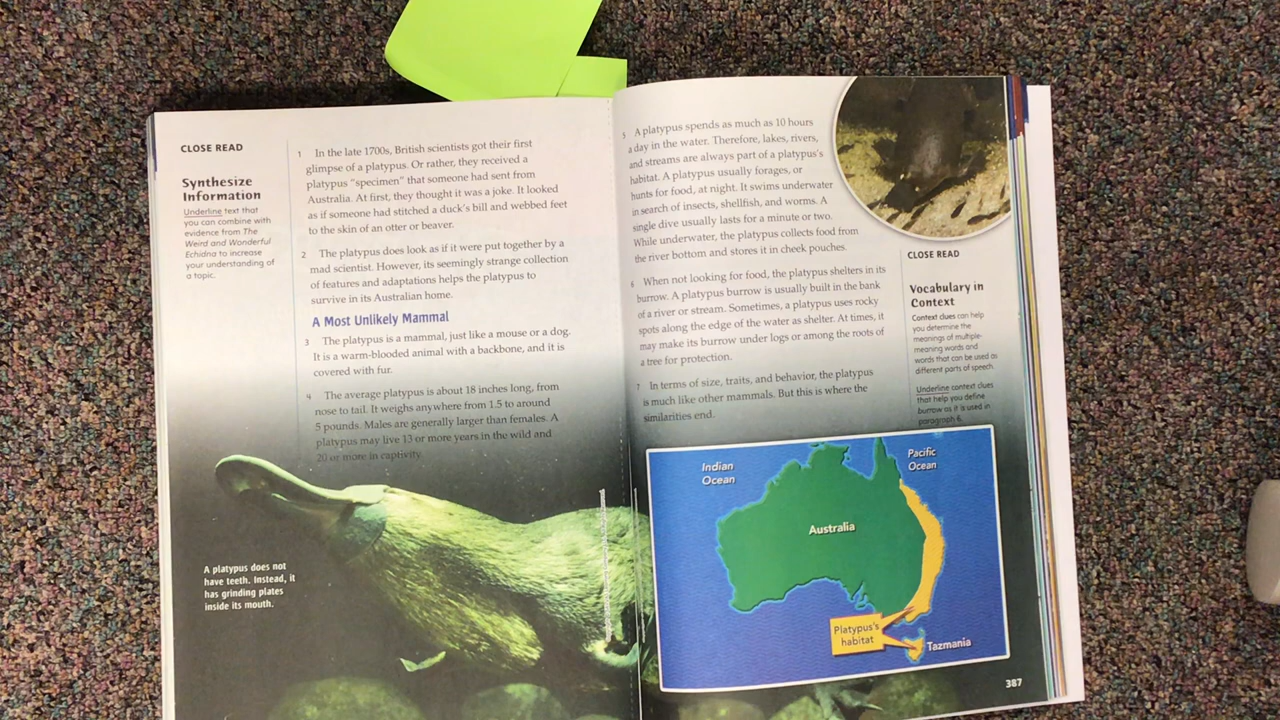 CLOSE READ
Synthesize
Information
Underline text that
you can combine with
evidence from The
Weird and Wonderful
Echidna to increase
your understanding of
a topic.
1 In the late 1700s, British scientists got their first
glimpse of a platypus. Or rather, they received a
platypus “specimen” that someone had sent from
Australia. At first, they thought it was a joke. It looked
as if someone had stitched a duck's bill and webbed feet
to the skin of an otter or beaver.
2 The platypus does look as if it were put together by a
mad scientist. However, its seemingly strange collection
of features and adaptations helps the platypus to
survive in its Australian home.
A Most Unlikely Mammal
3 The platypus is a mammal, just like a mouse or a dog.
It is a warm-blooded animal with a backbone, and it is
covered with fur.
4 The average platypus is about 18 inches long, from
nose to tail. It weighs anywhere from 1.5 to around
5 pounds. Males are generally larger than females. A
platypus may live 13 or more years in the wild and
20 or more in captivity.
A platypus does not
have teeth. Instead, it
has grinding plates
inside its mouth.
5 A platypus spends as much as 10 hours
a day in the water. Therefore, lakes, rivers,
and streams are always part of a platypus's
habitat. A platypus usually forages, or
hunts for food, at night. It swims underwater
in search of insects, shellfish, and worms. A
single dive usually lasts for a minute or two.
While underwater, the platypus collects food from
the river bottom and stores it in cheek pouches.
6 When not looking for food, the platypus shelters in its
burrow. A platypus burrow is usually built in the bank
of a river or stream. Sometimes, a platypus uses rocky
spots along the edge of the water as shelter. At times, it
may make its burrow under logs or among the roots of
a tree for protection.
7 In terms of size, traits, and behavior, the platypus
is much like other mammals. But this is where the
similarities end.
CLOSE READ
Vocabulary in
Context
Context clues can help
you determine the
meanings of multiple-
meaning words and
words that can be used as
different parts of speech.
Underline context clues
that help you define
burrow as it is used in
paragraph 6.
Indian
Ocean
Pacific
Ocean
Australia
Platypus's
habitat
Tazmania
387